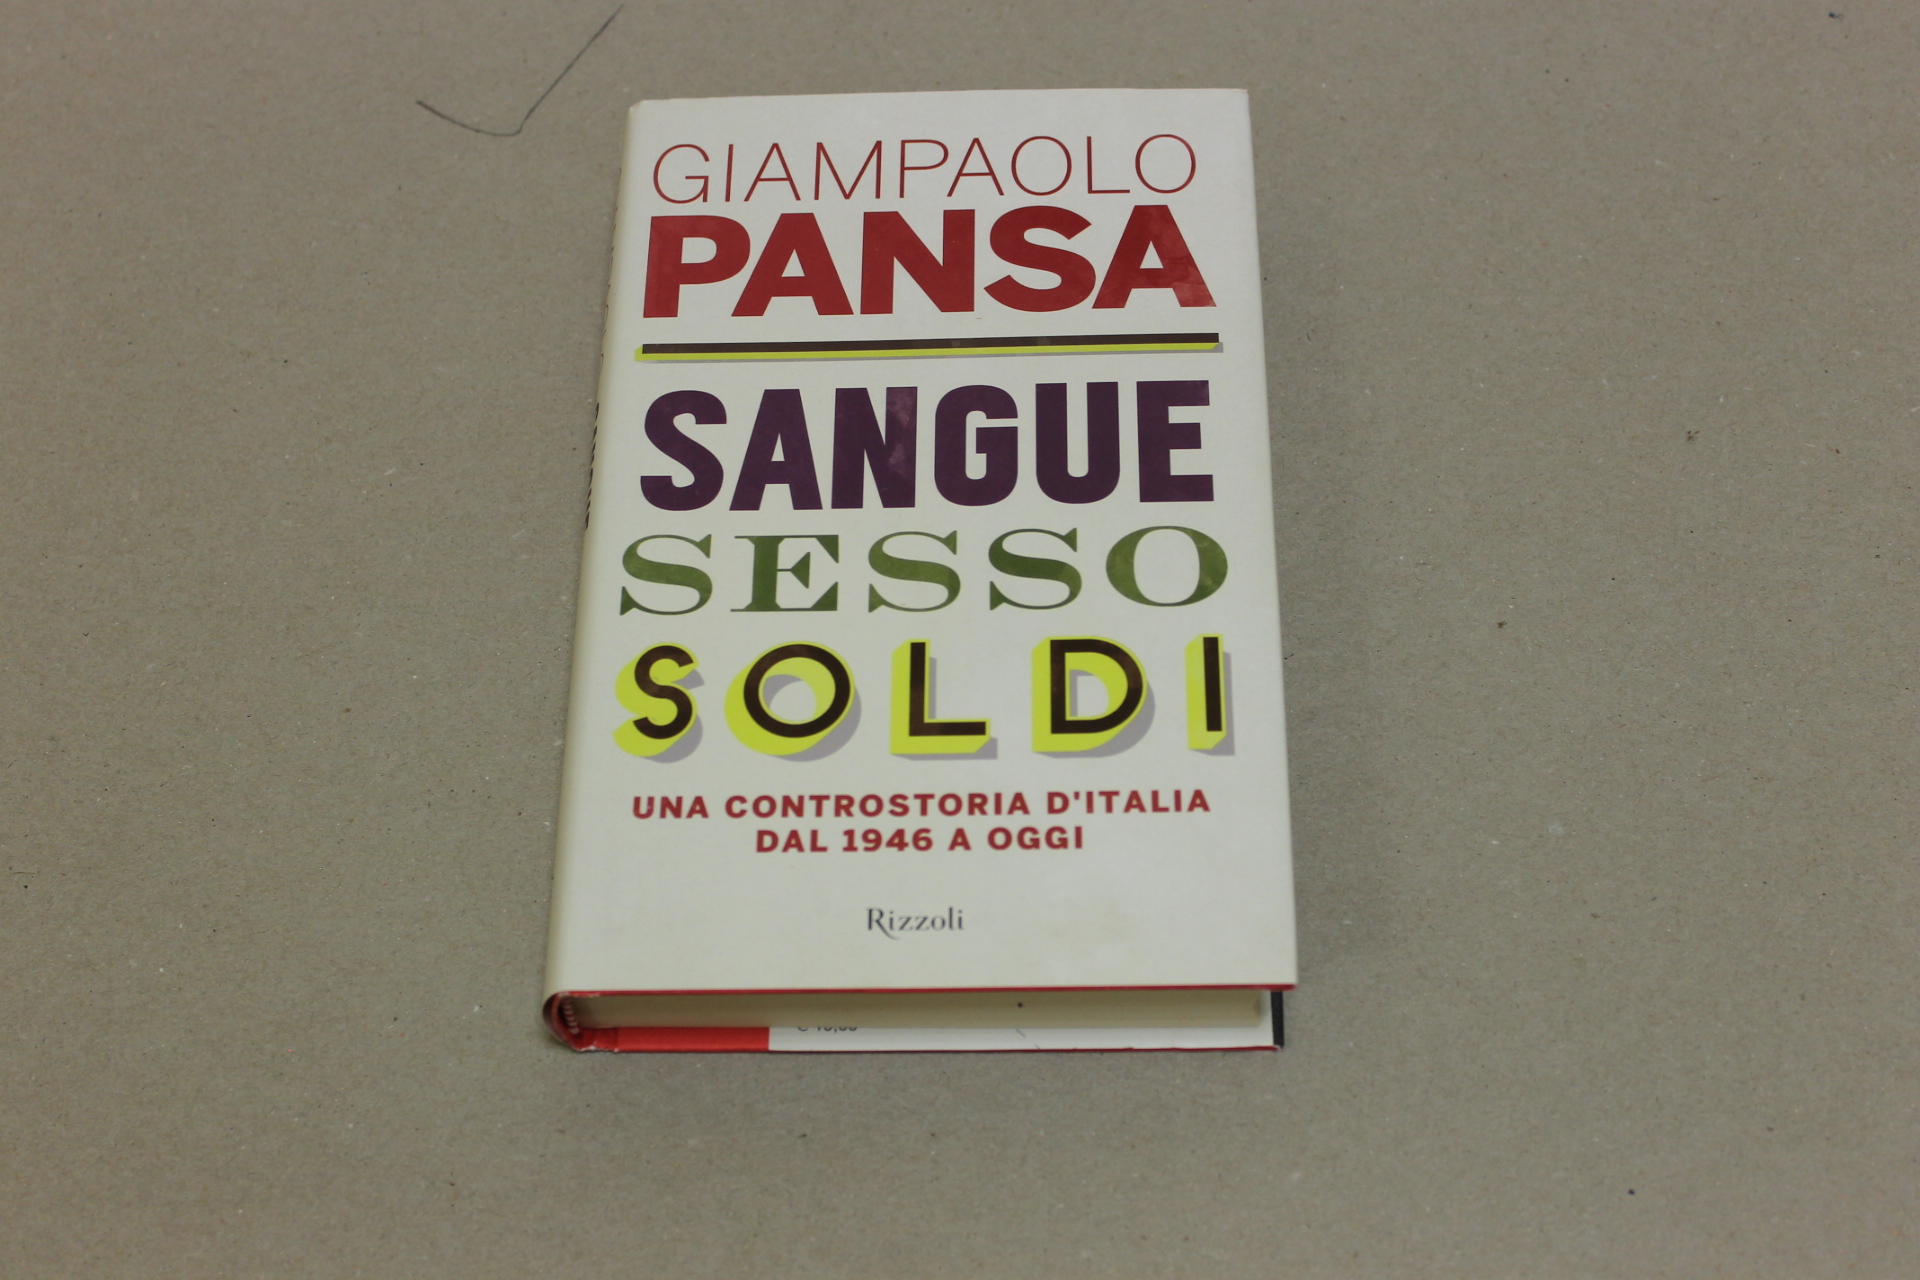 GIAMPAOLO
PANSA
SANGUE
SESSO
SOLDI
UNA CONTROSTORIA D'ITALIA
DAL 1946 A OGGI
Rizzoli